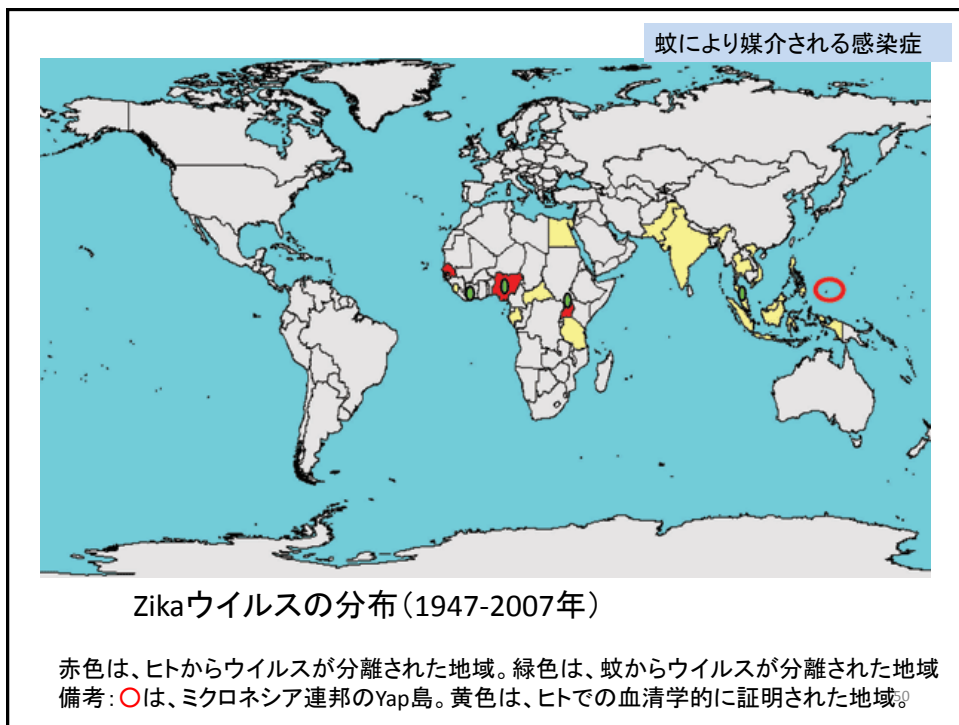 蚊により媒介される感染症
Zikaウイルスの分布(1947-2007年)
赤色は、ヒトからウイルスが分離された地域。緑色は、蚊からウイルスが分離された地域
備考:○は、ミクロネシア連邦のYap島。黄色は、ヒトでの血清学的に証明された地域。
50